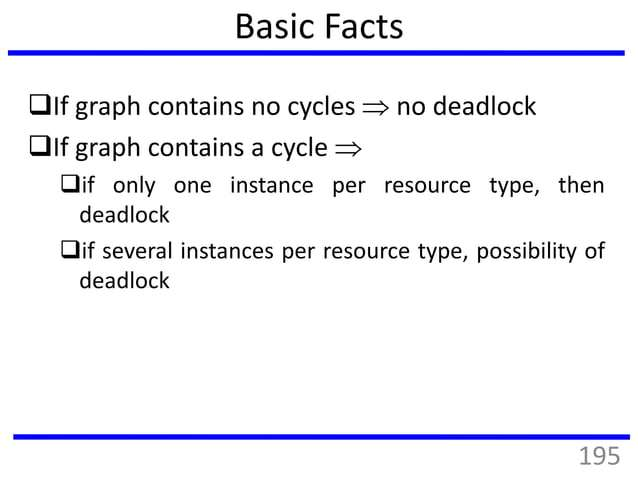 Basic Facts
❑If graph contains no cycles ⇒ no deadlock
❑If graph contains a cycle ⇒
❑if only one instance per resource type, then
deadlock
❑if several instances per resource type, possibility of
deadlock
195